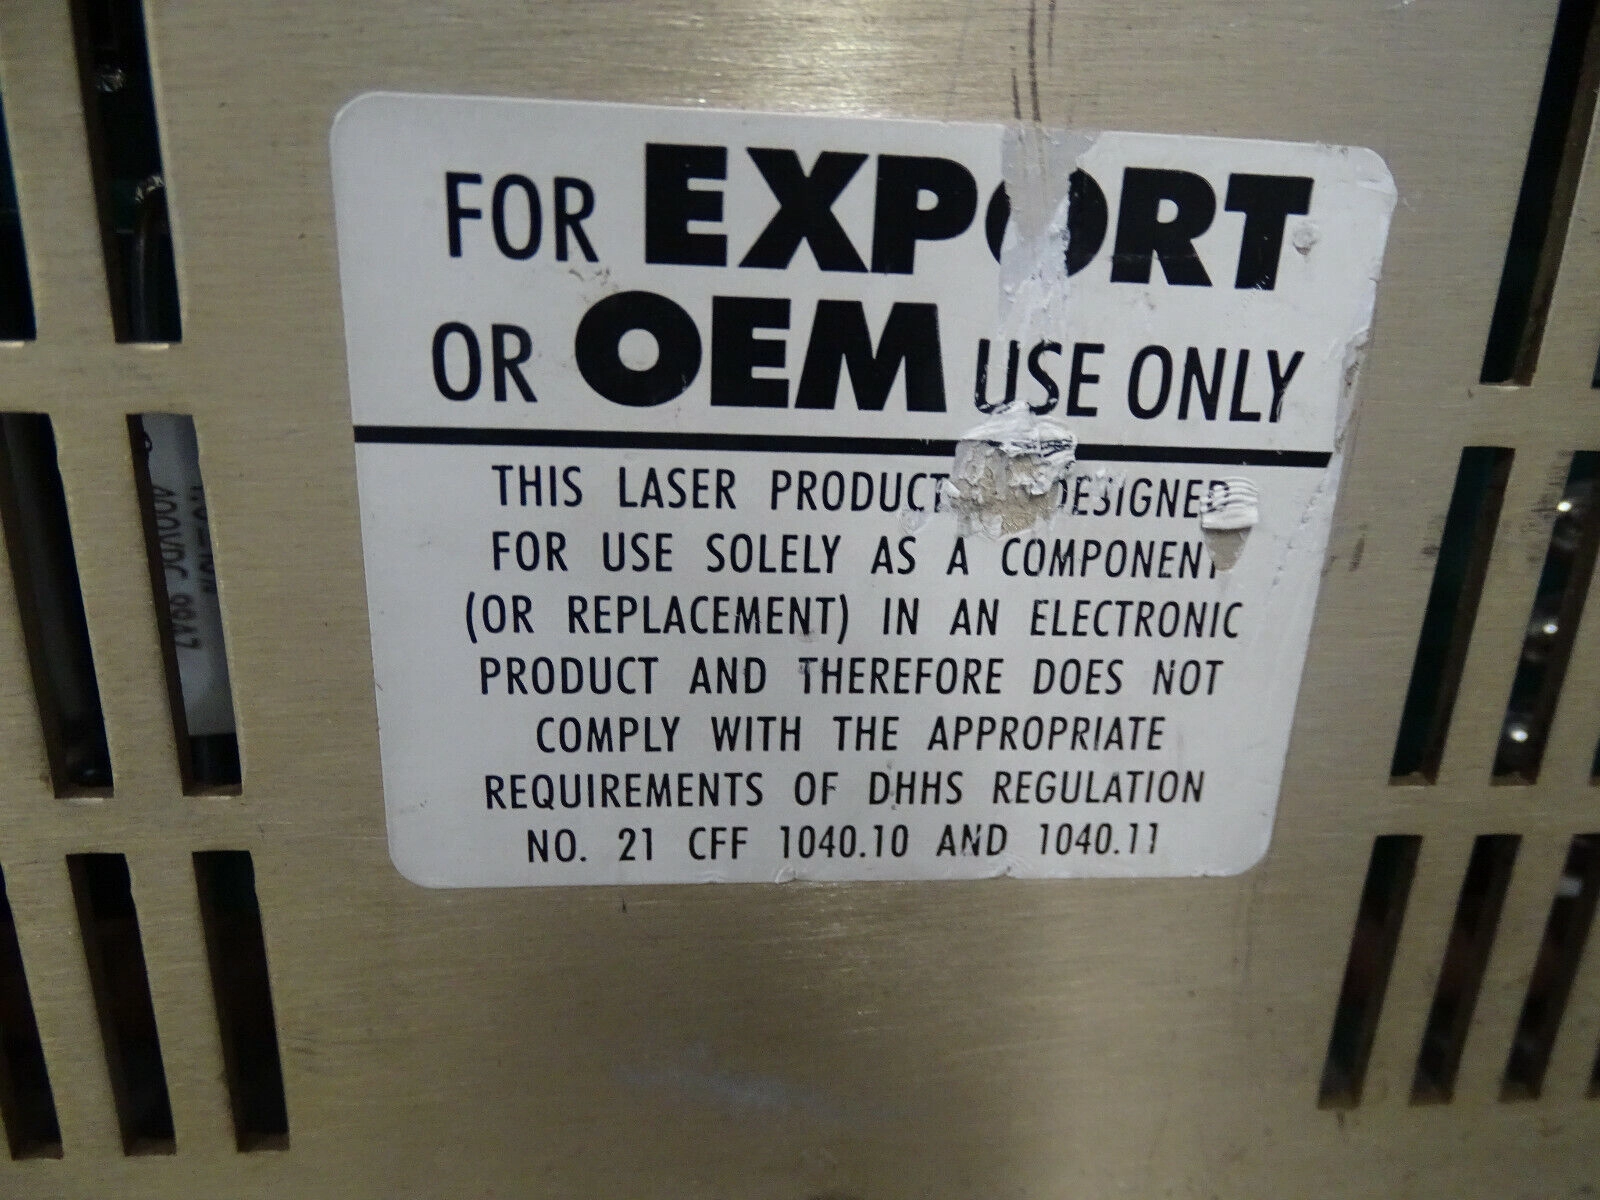 FOR EXPORT
OR OEM USE ONLY
THIS LASER PRODUCT DESIGNED
FOR USE SOLELY AS A COMPONENT
(OR REPLACEMENT) IN AN ELECTRONIC
PRODUCT AND THEREFORE DOES NOT
COMPLY WITH THE APPROPRIATE
REQUIREMENTS OF DHHS REGULATION
NO. 21 CFF 1040.10 AND 1040.11
400VDC 9947